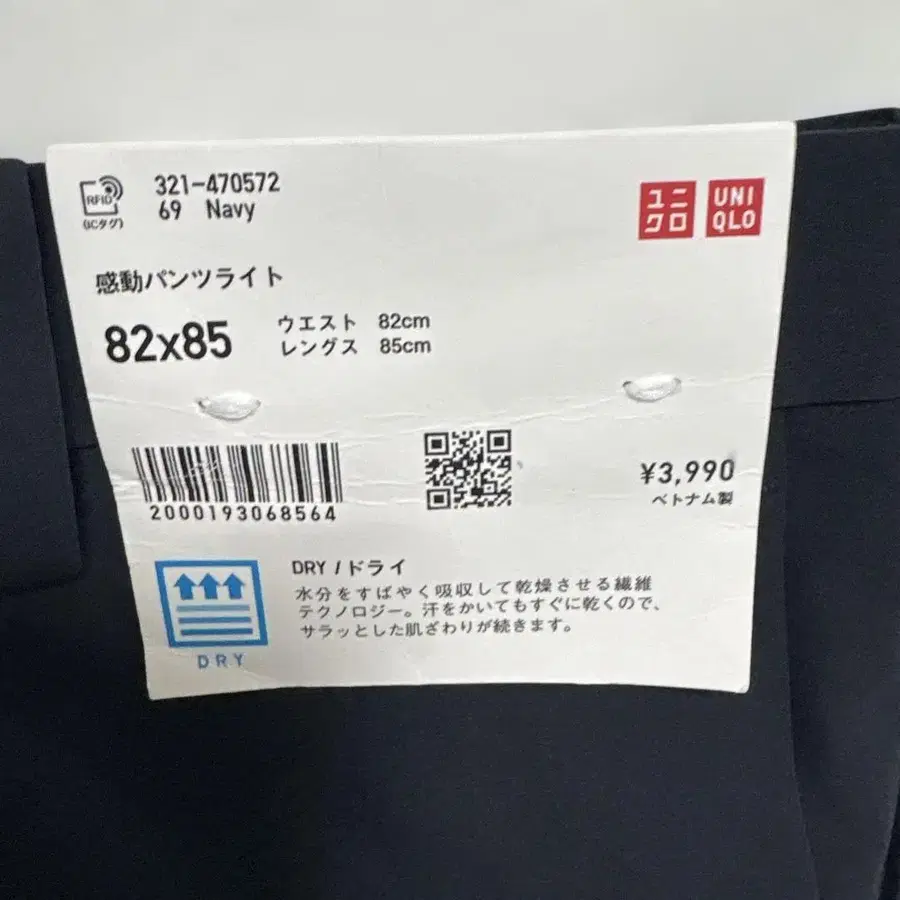 RFID
(ICタグ)
321-470572
69 Navy
ユニクロ
UNIQLO
感動パンツライト
82x85
ウエスト 82cm
レングス 85cm
2000193068564
¥3,990
ベトナム製
DRY
DRY / ドライ
水分をすばやく吸収して乾燥させる繊維
テクノロジー。汗をかいてもすぐに乾くので、
サラッとした肌ざわりが続きます。